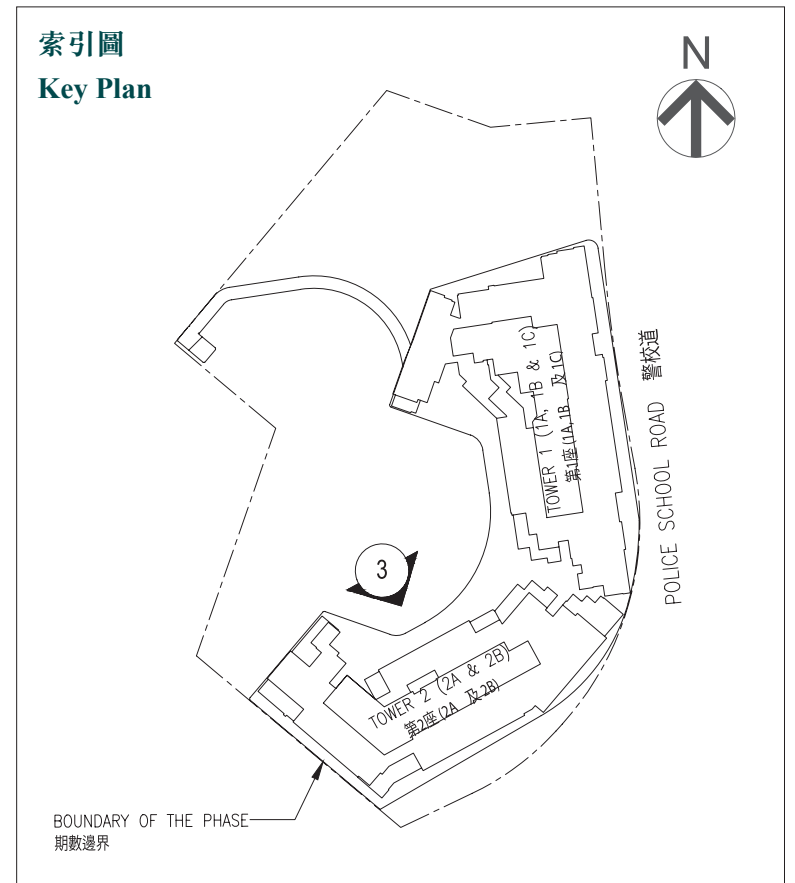 索引圖
Key Plan
N
POLICE SCHOOL ROAD 警校道
TOWER 1 (1A, 1B & 1C)
第1座(1A,1B 及1C)
3
TOWER 2 (2A & 2B)
第2座(2A 及2B)
BOUNDARY OF THE PHASE
期數邊界